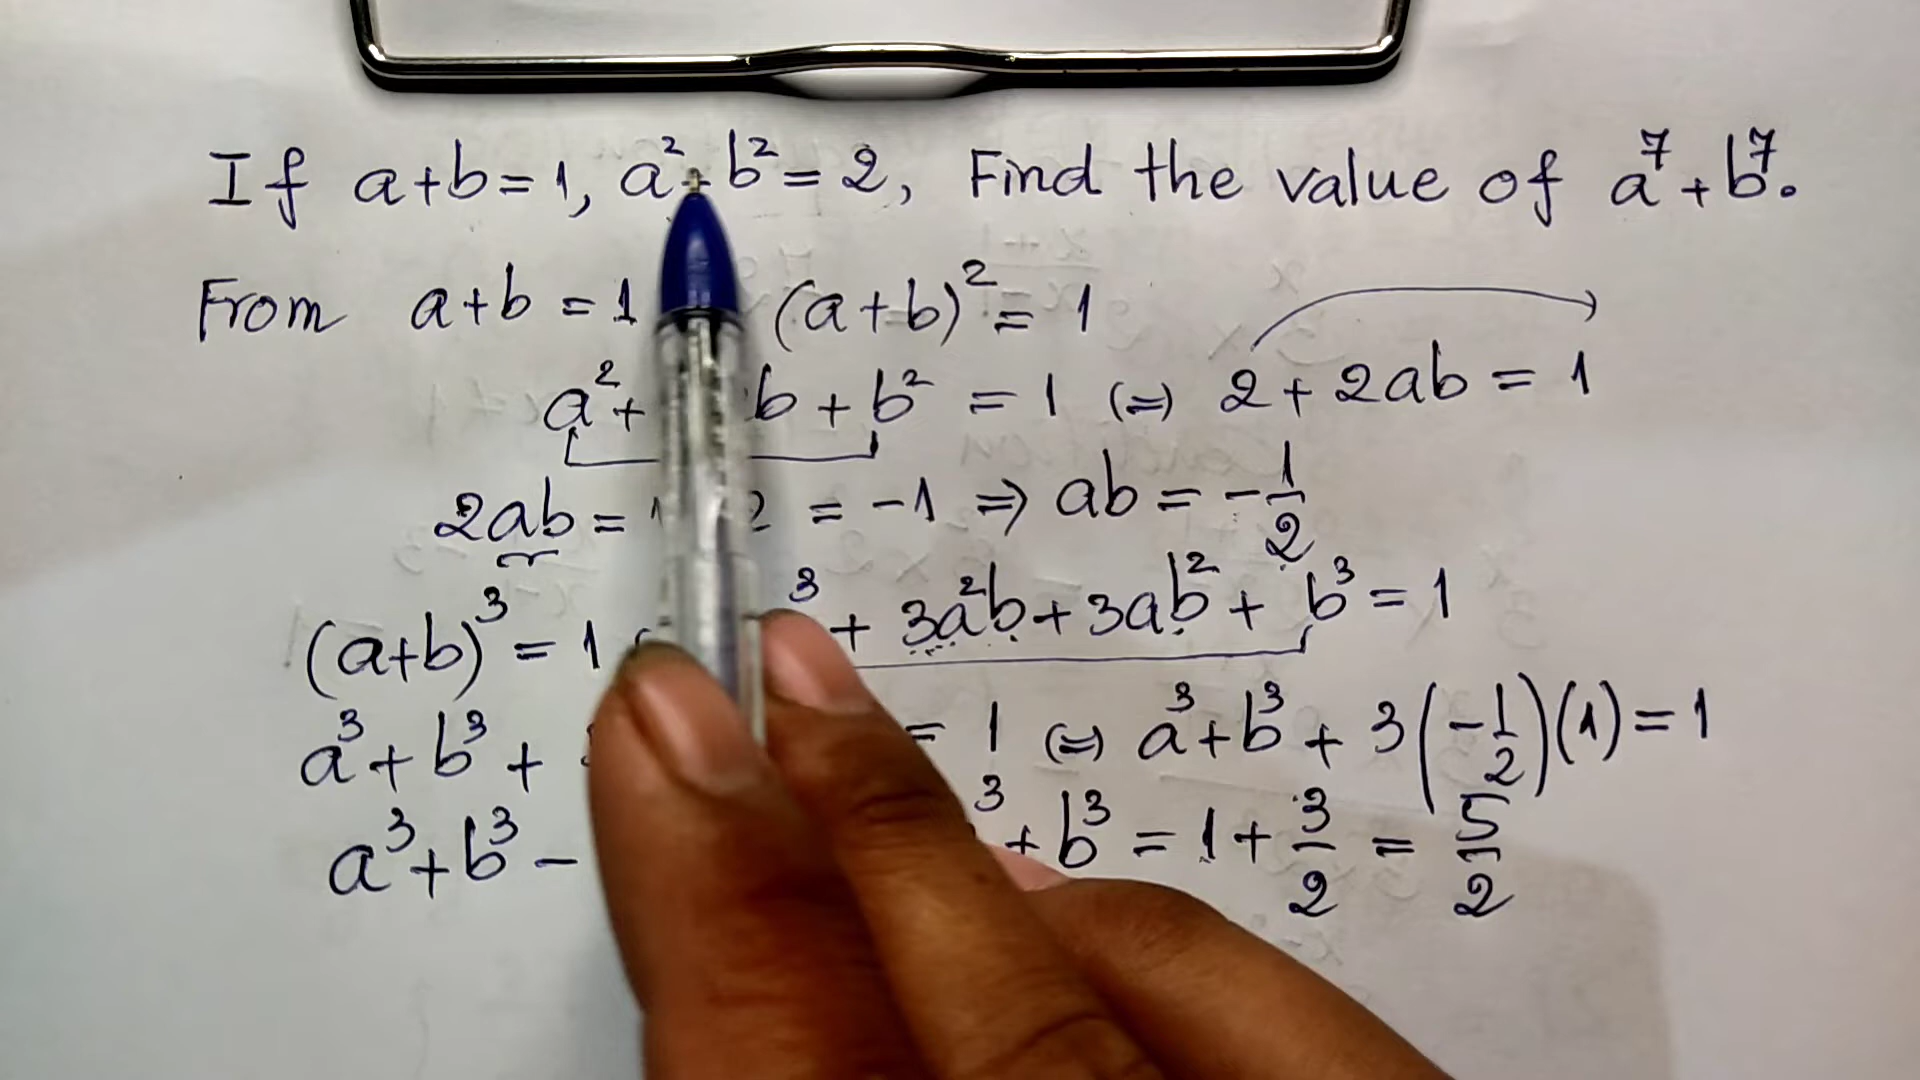 If a+b=1, a²+b²=2, Find the value of a⁷+b⁷.
From a+b=1 (a+b)²=1
a²+ b+b² = 1 (=) 2+2ab=1
2ab= 2 = -1 ⇒ ab = -1/2
(a+b)³=1 ³ + 3a²b+3ab²+ b³=1
a³+b³+ = 1 (=) a³+b³+3(-1/2)(1)=1
a³+b³- ³+b³=1+3/2=5/2